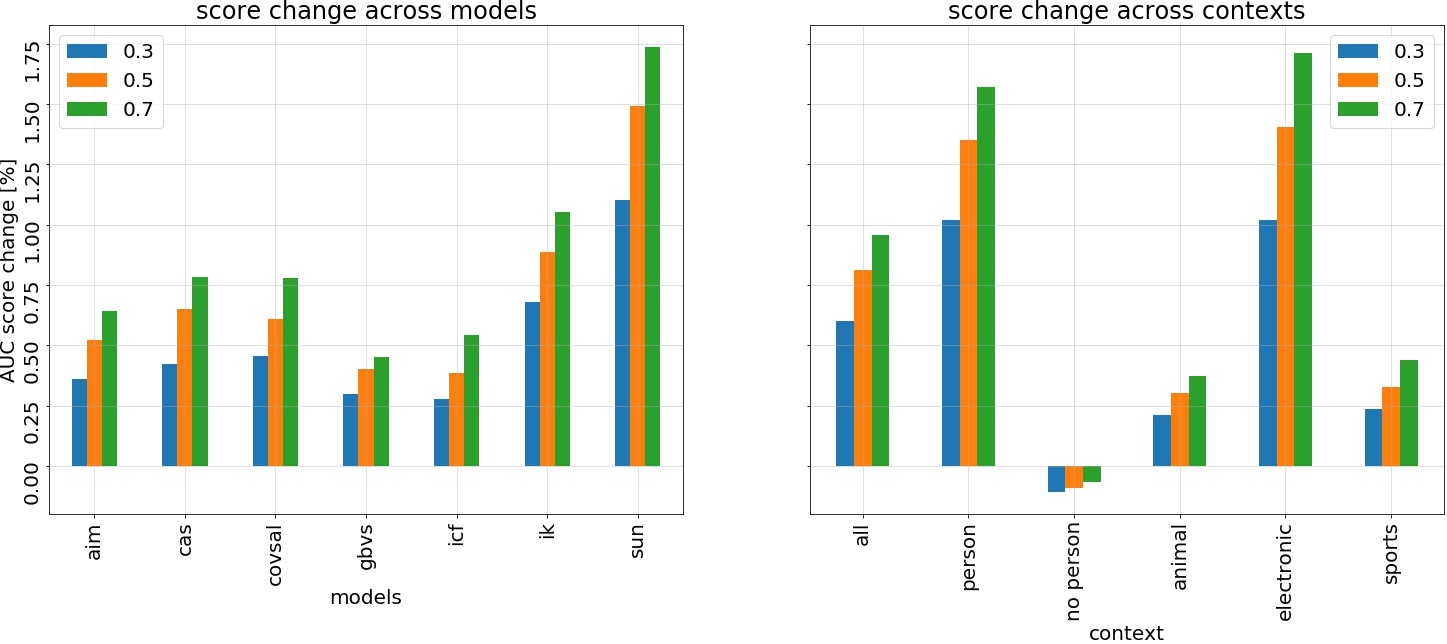 score change across models
AUC score change [%]
1.75
1.50
1.25
1.00
0.75
0.50
0.25
0.00
0.3
0.5
0.7
aim
cas
covsal
gbvs
icf
ik
sun
models
score change across contexts
0.3
0.5
0.7
all
person
no person
animal
electronic
sports
context